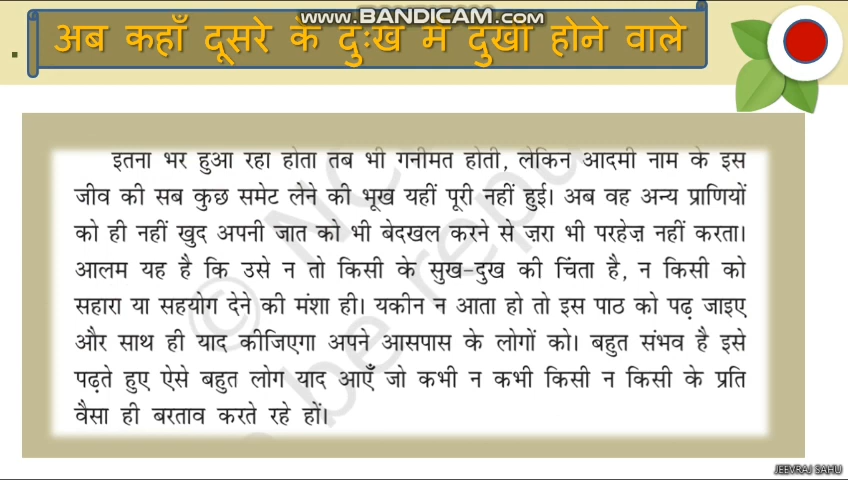 www.BANDICAM.com
अब कहाँ दूसरे के दुःख में दुखी होने वाले
इतना भर हुआ रहा होता तब भी गनीमत होती, लेकिन आदमी नाम के इस
जीव की सब कुछ समेट लेने की भूख यहीं पूरी नहीं हुई। अब वह अन्य प्राणियों
को ही नहीं खुद अपनी जात को भी बेदखल करने से ज़रा भी परहेज़ नहीं करता।
आलम यह है कि उसे न तो किसी के सुख-दुख की चिंता है, न किसी को
सहारा या सहयोग देने की मंशा ही। यकीन न आता हो तो इस पाठ को पढ़ जाइए
और साथ ही याद कीजिएगा अपने आसपास के लोगों को। बहुत संभव है इसे
पढ़ते हुए ऐसे बहुत लोग याद आएँ जो कभी न कभी किसी न किसी के प्रति
वैसा ही बरताव करते रहे हों।
JEEVRAJ SAHU